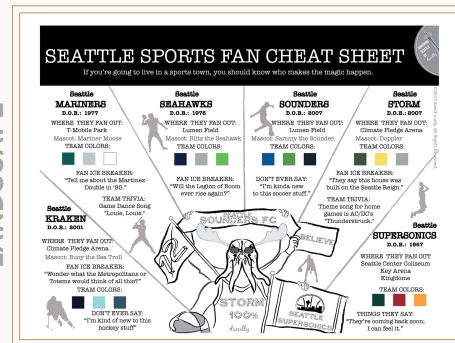 SEATTLE SPORTS FAN CHEAT SHEET
If you're going to live in a sports town, you should know who makes the magic happen.
Seattle
MARINERS
D.O.B.: 1977
WHERE THEY FAN OUT:
T-Mobile Park
Mascot: Mariner Moose
TEAM COLORS:
FAN ICE BREAKER:
"Tell me about the Martinez
Double in '95."
TEAM TRIVIA:
Game Dance Song
"Louie, Louie."
Seattle
SEAHAWKS
D.O.B.: 1976
WHERE THEY FAN OUT:
Lumen Field
Mascot: Blitz the Seahawk
TEAM COLORS:
FAN ICE BREAKER:
"Will the Legion of Boom
ever rise again?"
Seattle
SOUNDERS
D.O.B.: 2007
WHERE THEY FAN OUT:
Lumen Field
Mascot: Sammy the Sounder
TEAM COLORS:
DON'T EVER SAY:
"I'm kinda new
to this soccer stuff."
Seattle
STORM
D.O.B.: 2007
WHERE THEY FAN OUT:
Climate Pledge Arena
Mascot: Doppler
TEAM COLORS:
FAN ICE BREAKER:
"They say this house was
built on the Seattle Reign."
TEAM TRIVIA:
Theme song for home
games is AC/DC's
"Thunderstruck."
Seattle
KRAKEN
D.O.B.: 2001
WHERE THEY FAN OUT:
Climate Pledge Arena.
Mascot: Buoy the Sea Troll
FAN ICE BREAKER:
"Wonder what the Metropolitans or
Totems would think of all this?"
TEAM COLORS:
DON'T EVER SAY:
"I'm kind of new to this
hockey stuff"
Seattle
SUPERSONICS
D.O.B.: 1967
WHERE THEY FAN OUT
Seattle Center Coliseum
Key Arena
Kingdome
TEAM COLORS:
THINGS THEY SAY:
"They're coming back soon;
I can feel it."
SOUNDERS FC
BELIEVE
STORM
100%
SEATTLE
SUPERSONICS